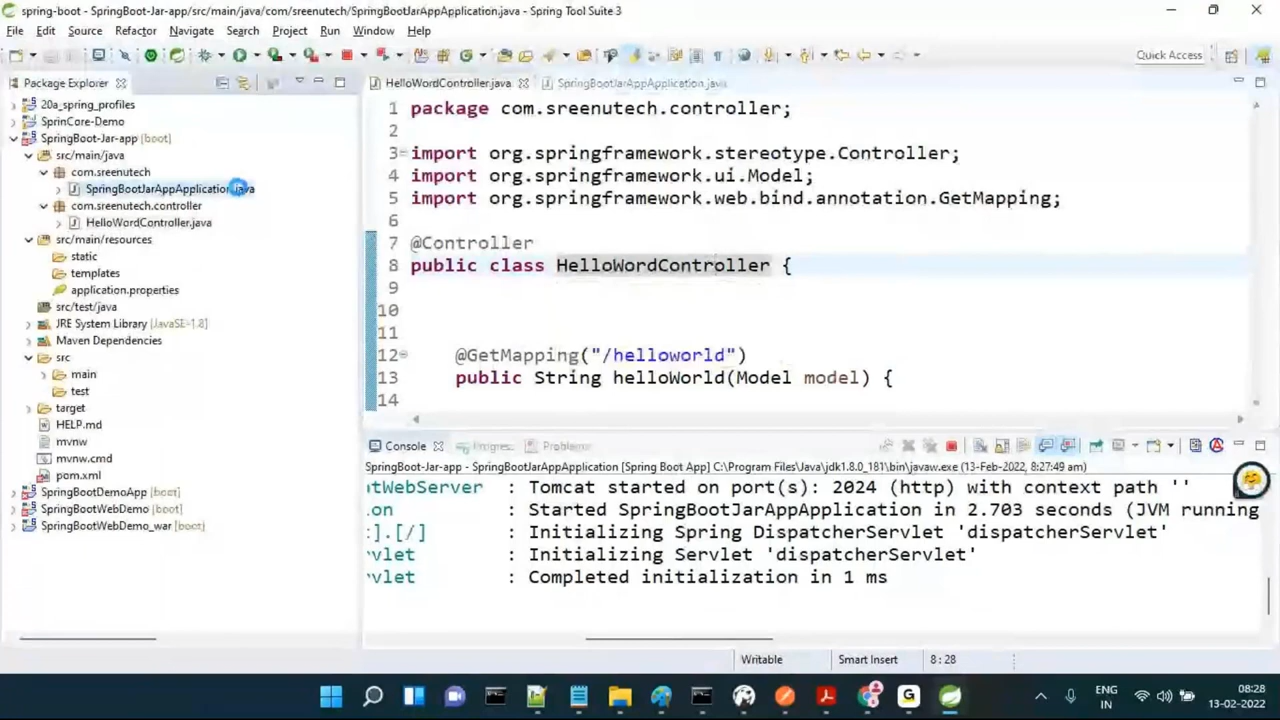 spring-boot - SpringBoot-Jar-app/src/main/java/com/sreenutech/SpringBootJarAppApplication.java - Spring Tool Suite 3
File Edit Source Refactor Navigate Search Project Run Window Help
Quick Access
Package Explorer
20a_spring_profiles
SprinCore-Demo
SpringBoot-Jar-app [boot]
src/main/java
com.sreenutech
SpringBootJarAppApplication.java
com.sreenutech.controller
HelloWordController.java
src/main/resources
static
templates
application.properties
src/test/java
JRE System Library [JavaSE-1.8]
Maven Dependencies
src
main
test
target
HELP.md
mvnw
mvnw.cmd
pom.xml
SpringBootDemoApp [boot]
SpringBootWebDemo [boot]
SpringBootWebDemo_war [boot]
HelloWordController.java SpringBootJarAppApplication.java
1 package com.sreenutech.controller;
2
3 import org.springframework.stereotype.Controller;
4 import org.springframework.ui.Model;
5 import org.springframework.web.bind.annotation.GetMapping;
6
7 @Controller
8 public class HelloWordController {
9
10
11
12 @GetMapping("/helloworld")
13 public String helloWorld(Model model) {
14
Console Progress Problems
SpringBoot-Jar-app - SpringBootJarAppApplication [Spring Boot App] C:\Program Files\Java\jdk1.8.0_181\bin\javaw.exe (13-Feb-2022, 8:27:49 am)
tWebServer : Tomcat started on port(s): 2024 (http) with context path ''
.on : Started SpringBootJarAppApplication in 2.703 seconds (JVM running
:].[/] : Initializing Spring DispatcherServlet 'dispatcherServlet'
rvlet : Initializing Servlet 'dispatcherServlet'
rvlet : Completed initialization in 1 ms
Writable Smart Insert 8 : 28
ENG
IN
08:28
13-02-2022